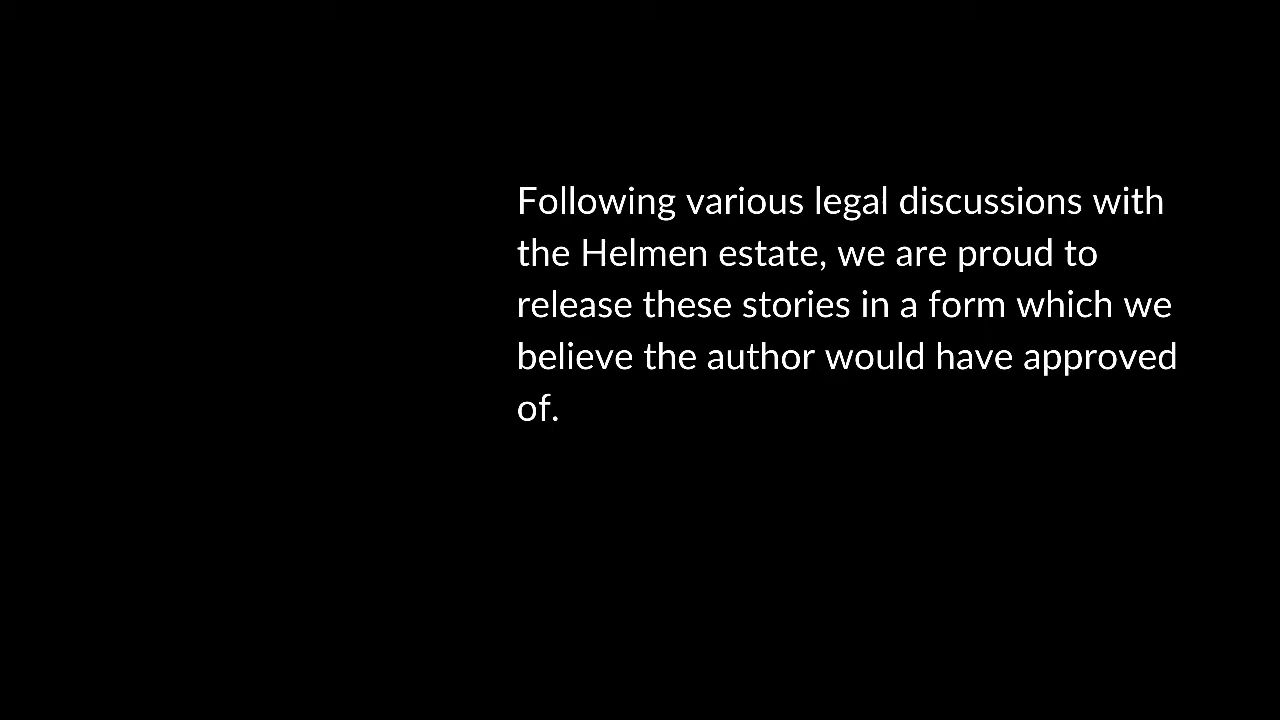 Following various legal discussions with
the Helmen estate, we are proud to
release these stories in a form which we
believe the author would have approved
of.